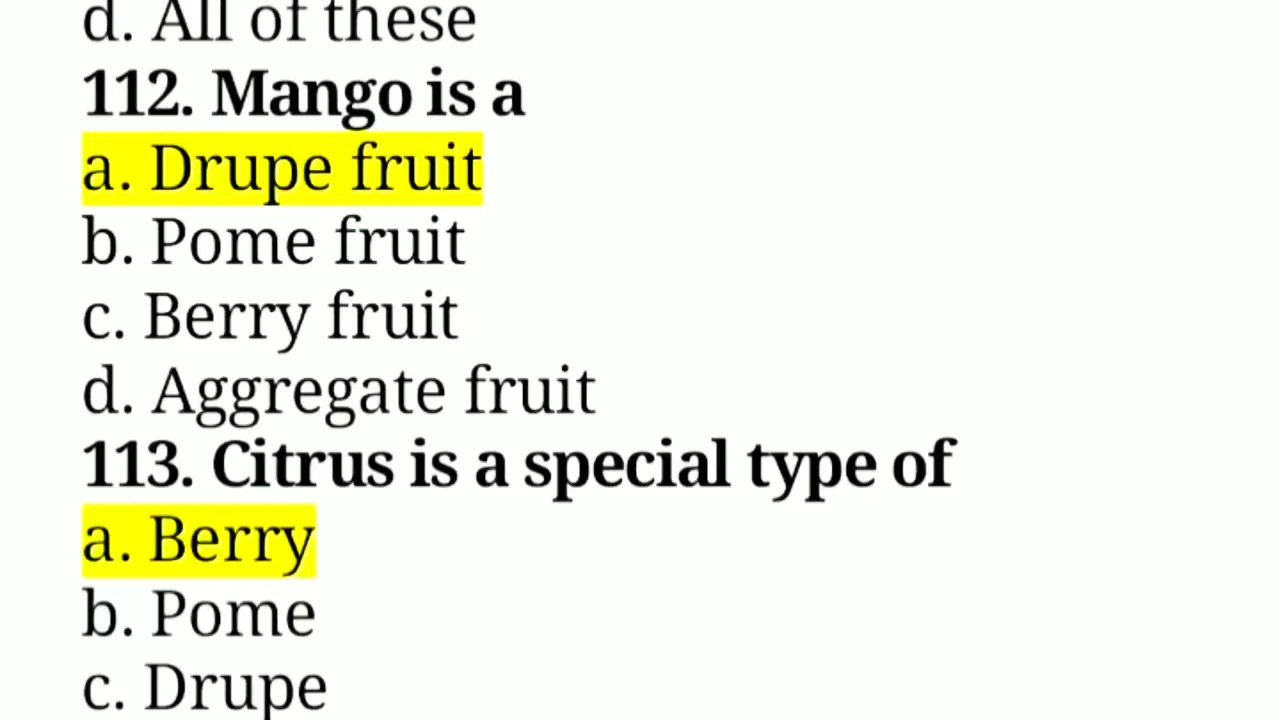 d. All of these
112. Mango is a
a. Drupe fruit
b. Pome fruit
c. Berry fruit
d. Aggregate fruit
113. Citrus is a special type of
a. Berry
b. Pome
c. Drupe